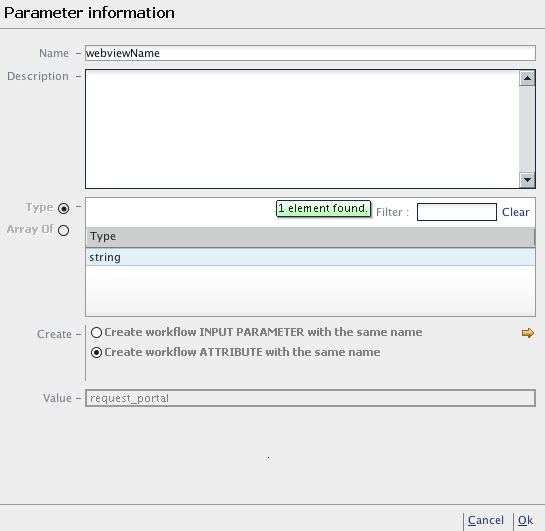 Parameter information
Name webviewName
Description
Type
1 element found.
Filter :
Clear
Array Of
Type
string
Create
Create workflow INPUT PARAMETER with the same name
Create workflow ATTRIBUTE with the same name
Value request_portal
Cancel Ok